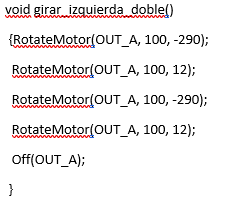 void girar_izquierda_doble()
{RotateMotor(OUT_A, 100, -290);
RotateMotor(OUT_A, 100, 12);
RotateMotor(OUT_A, 100, -290);
RotateMotor(OUT_A, 100, 12);
Off(OUT_A);
}